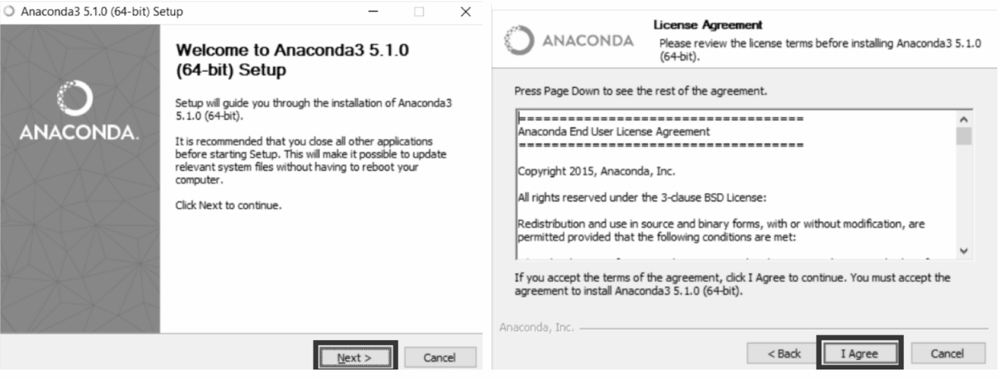 Anaconda3 5.1.0 (64-bit) Setup
ANACONDA.
Welcome to Anaconda3 5.1.0
(64-bit) Setup
Setup will guide you through the installation of Anaconda3
5.1.0 (64-bit).
It is recommended that you close all other applications
before starting Setup. This will make it possible to update
relevant system files without having to reboot your
computer.
Click Next to continue.
Next >
Cancel
ANACONDA
License Agreement
Please review the license terms before installing Anaconda3 5.1.0
(64-bit).
Press Page Down to see the rest of the agreement.
===================================
Anaconda End User License Agreement
===================================
Copyright 2015, Anaconda, Inc.
All rights reserved under the 3-clause BSD License:
Redistribution and use in source and binary forms, with or without modification, are
permitted provided that the following conditions are met:
If you accept the terms of the agreement, click I Agree to continue. You must accept the
agreement to install Anaconda3 5.1.0 (64-bit).
Anaconda, Inc.
< Back
I Agree
Cancel